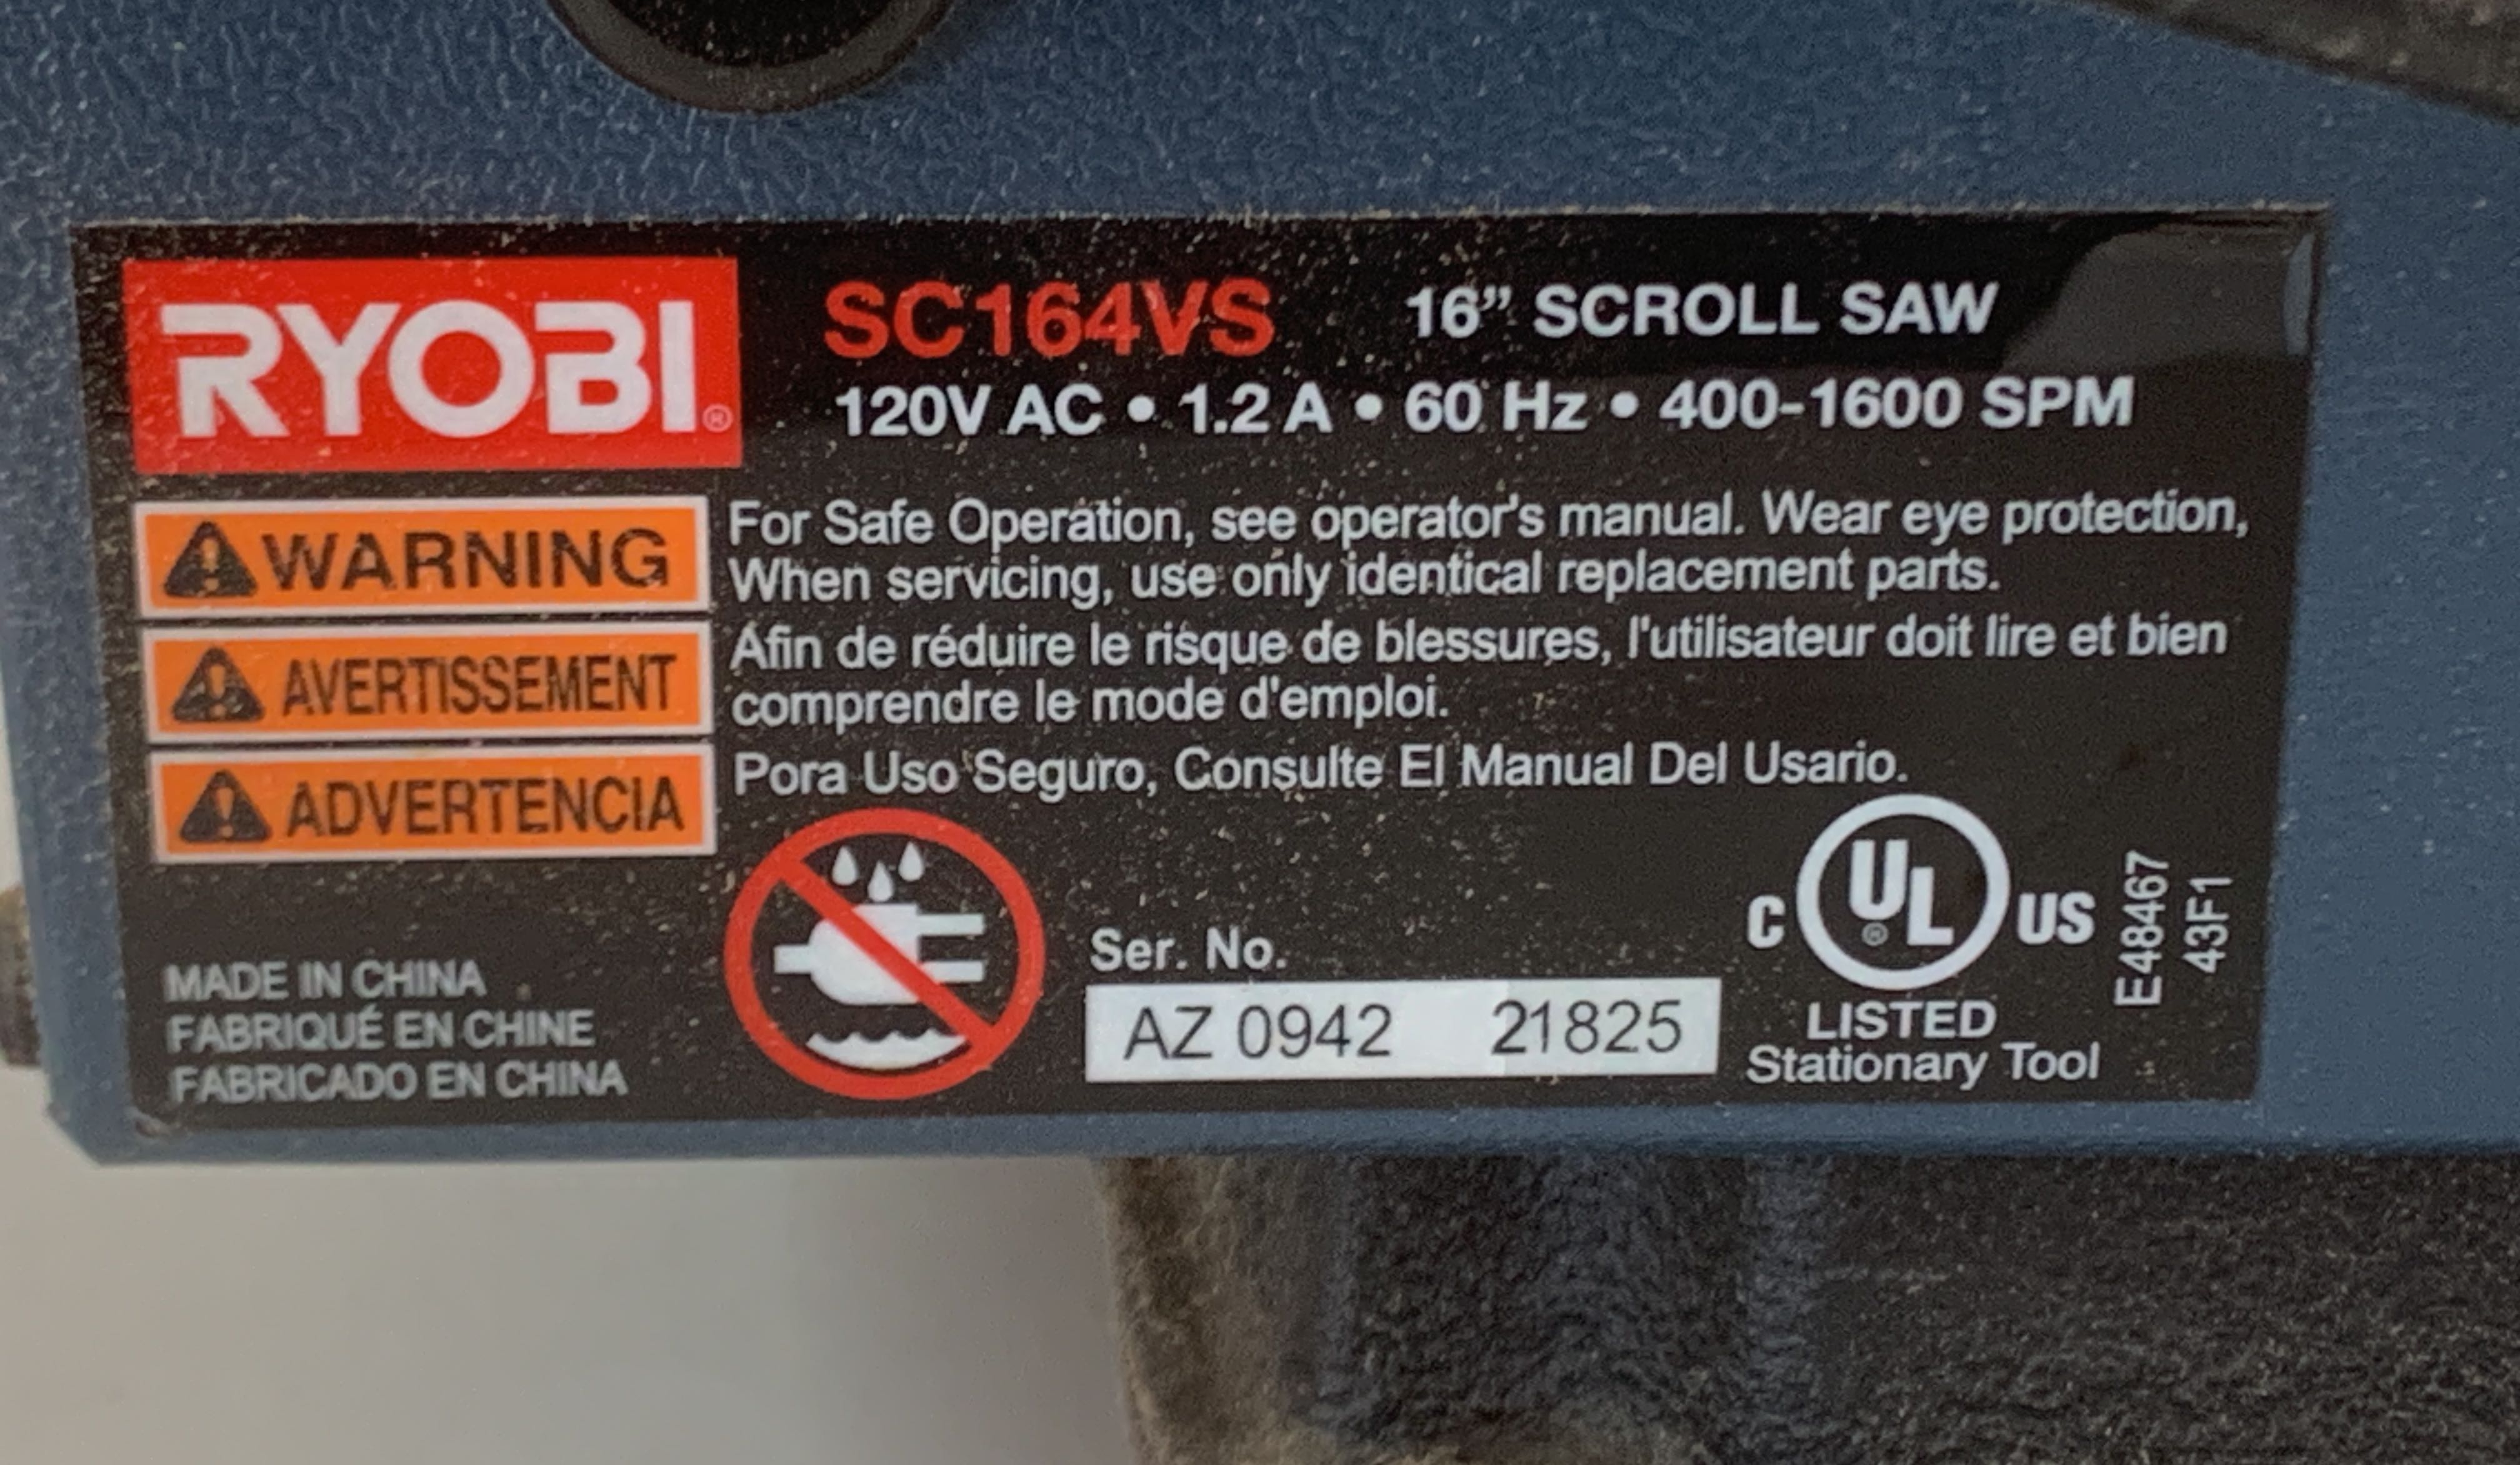 RYOBI®
SC164VS 16” SCROLL SAW
120V AC • 1.2 A • 60 Hz • 400-1600 SPM
WARNING
For Safe Operation, see operator's manual. Wear eye protection,
When servicing, use only identical replacement parts.
AVERTISSEMENT
Afin de réduire le risque de blessures, l'utilisateur doit lire et bien
comprendre le mode d'emploi.
ADVERTENCIA
Pora Uso Seguro, Consulte El Manual Del Usario.
MADE IN CHINA
FABRIQUÉ EN CHINE
FABRICADO EN CHINA
Ser. No.
AZ 0942 21825
C UL® US
LISTED
Stationary Tool
E48467
43F1